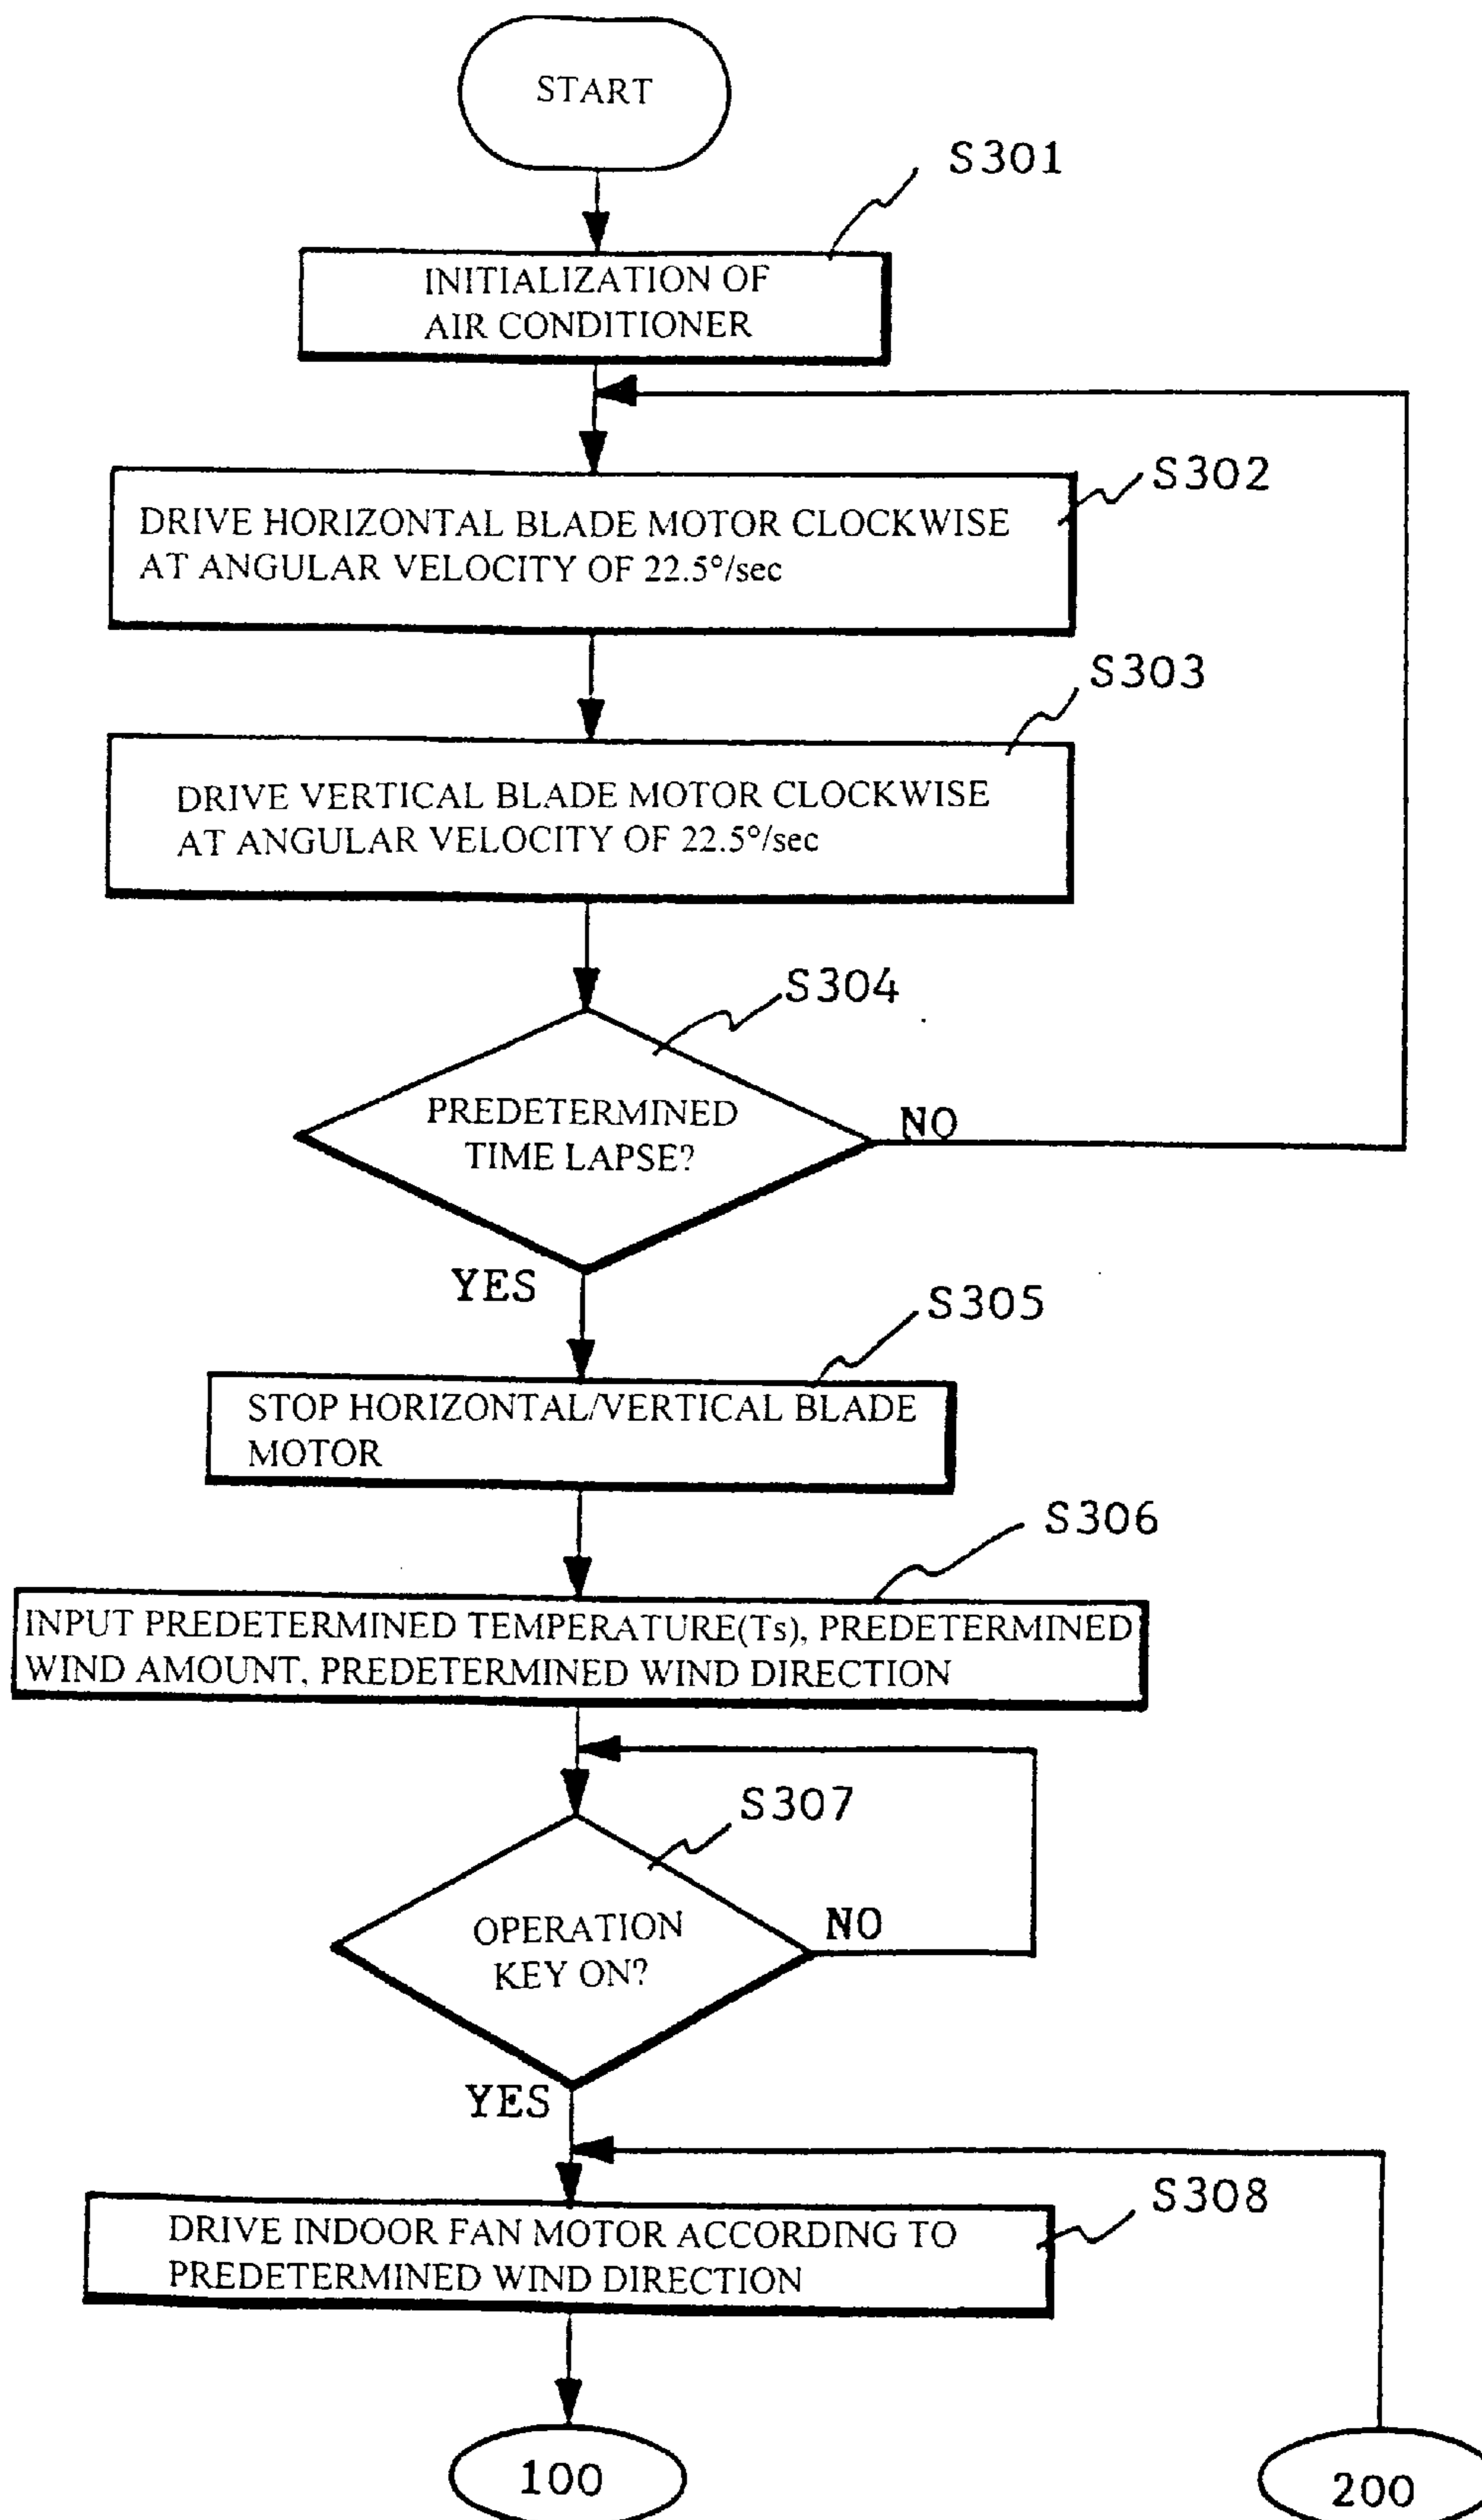 START
S301
INITIALIZATION OF
AIR CONDITIONER
S302
DRIVE HORIZONTAL BLADE MOTOR CLOCKWISE
AT ANGULAR VELOCITY OF 22.5°/sec
S303
DRIVE VERTICAL BLADE MOTOR CLOCKWISE
AT ANGULAR VELOCITY OF 22.5°/sec
S304
PREDETERMINED
TIME LAPSE?
NO
YES
S305
STOP HORIZONTAL/VERTICAL BLADE
MOTOR
S306
INPUT PREDETERMINED TEMPERATURE(Ts), PREDETERMINED
WIND AMOUNT, PREDETERMINED WIND DIRECTION
S307
OPERATION
KEY ON?
NO
YES
S308
DRIVE INDOOR FAN MOTOR ACCORDING TO
PREDETERMINED WIND DIRECTION
100
200